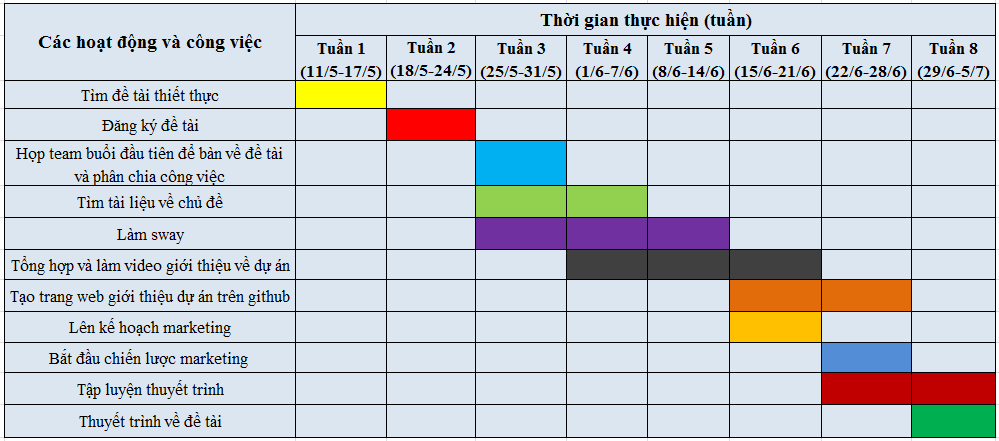 Các hoạt động và công việc
Thời gian thực hiện (tuần)
Tuần 1
(11/5-17/5)
Tuần 2
(18/5-24/5)
Tuần 3
(25/5-31/5)
Tuần 4
(1/6-7/6)
Tuần 5
(8/6-14/6)
Tuần 6
(15/6-21/6)
Tuần 7
(22/6-28/6)
Tuần 8
(29/6-5/7)
Tìm đề tài thiết thực
Đăng ký đề tài
Họp team buổi đầu tiên để bàn về đề tài
và phân chia công việc
Tìm tài liệu về chủ đề
Làm sway
Tổng hợp và làm video giới thiệu về dự án
Tạo trang web giới thiệu dự án trên github
Lên kế hoạch marketing
Bắt đầu chiến lược marketing
Tập luyện thuyết trình
Thuyết trình về đề tài